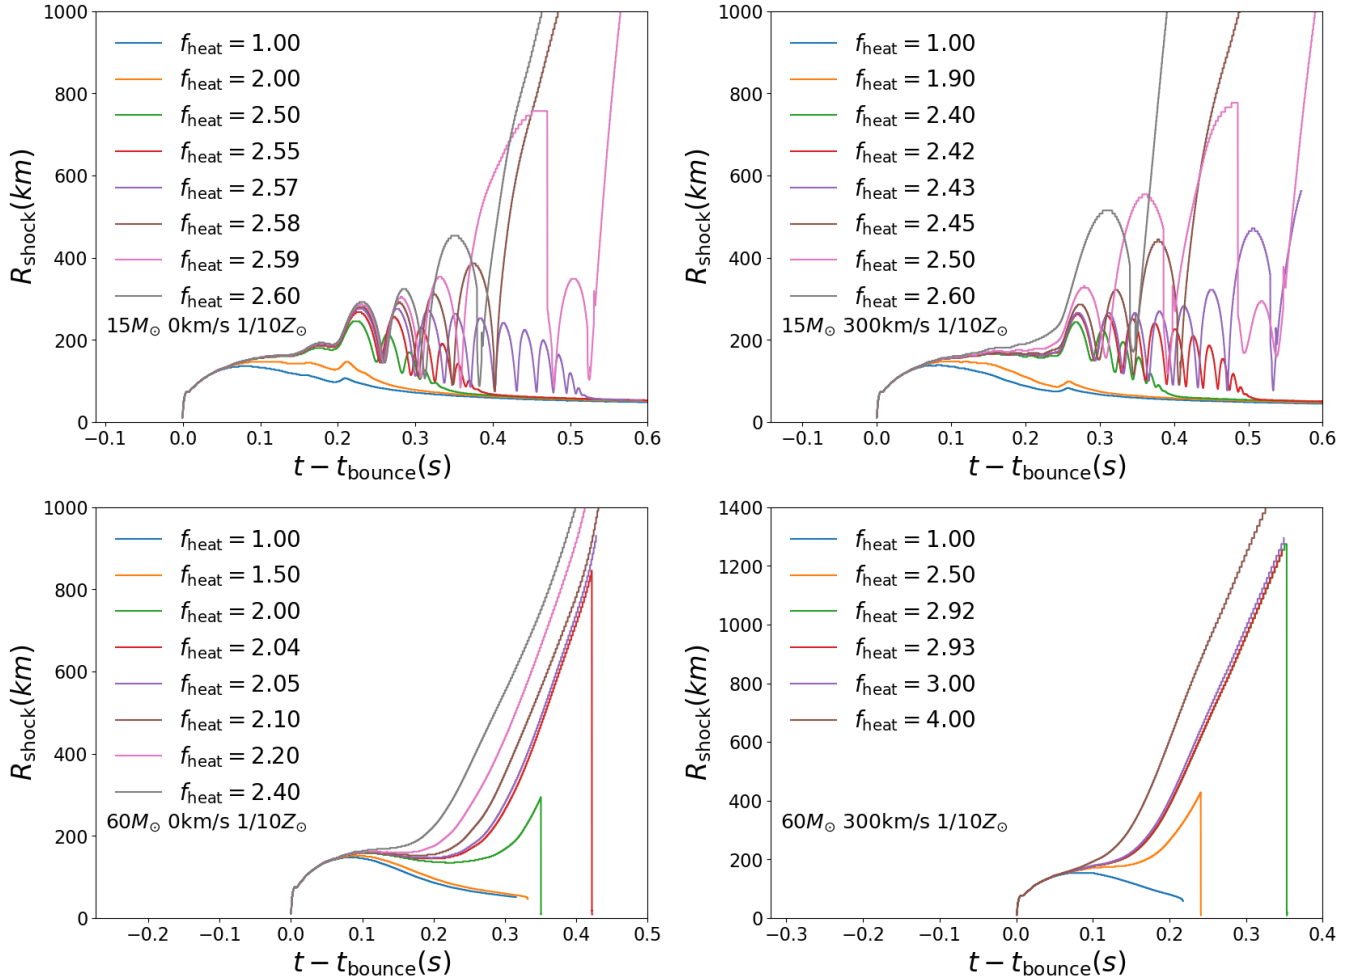 1000
800
600
400
200
0
R_shock(km)
f_heat = 1.00
f_heat = 2.00
f_heat = 2.50
f_heat = 2.55
f_heat = 2.57
f_heat = 2.58
f_heat = 2.59
f_heat = 2.60
15M⊙ 0km/s 1/10Z⊙
−0.1 0.0 0.1 0.2 0.3 0.4 0.5 0.6
t − t_bounce(s)
1000
800
600
400
200
0
R_shock(km)
f_heat = 1.00
f_heat = 1.90
f_heat = 2.40
f_heat = 2.42
f_heat = 2.43
f_heat = 2.45
f_heat = 2.50
f_heat = 2.60
15M⊙ 300km/s 1/10Z⊙
−0.1 0.0 0.1 0.2 0.3 0.4 0.5 0.6
t − t_bounce(s)
1000
800
600
400
200
0
R_shock(km)
f_heat = 1.00
f_heat = 1.50
f_heat = 2.00
f_heat = 2.04
f_heat = 2.05
f_heat = 2.10
f_heat = 2.20
f_heat = 2.40
60M⊙ 0km/s 1/10Z⊙
−0.2 −0.1 0.0 0.1 0.2 0.3 0.4 0.5
t − t_bounce(s)
1400
1200
1000
800
600
400
200
0
R_shock(km)
f_heat = 1.00
f_heat = 2.50
f_heat = 2.92
f_heat = 2.93
f_heat = 3.00
f_heat = 4.00
60M⊙ 300km/s 1/10Z⊙
−0.3 −0.2 −0.1 0.0 0.1 0.2 0.3 0.4
t − t_bounce(s)